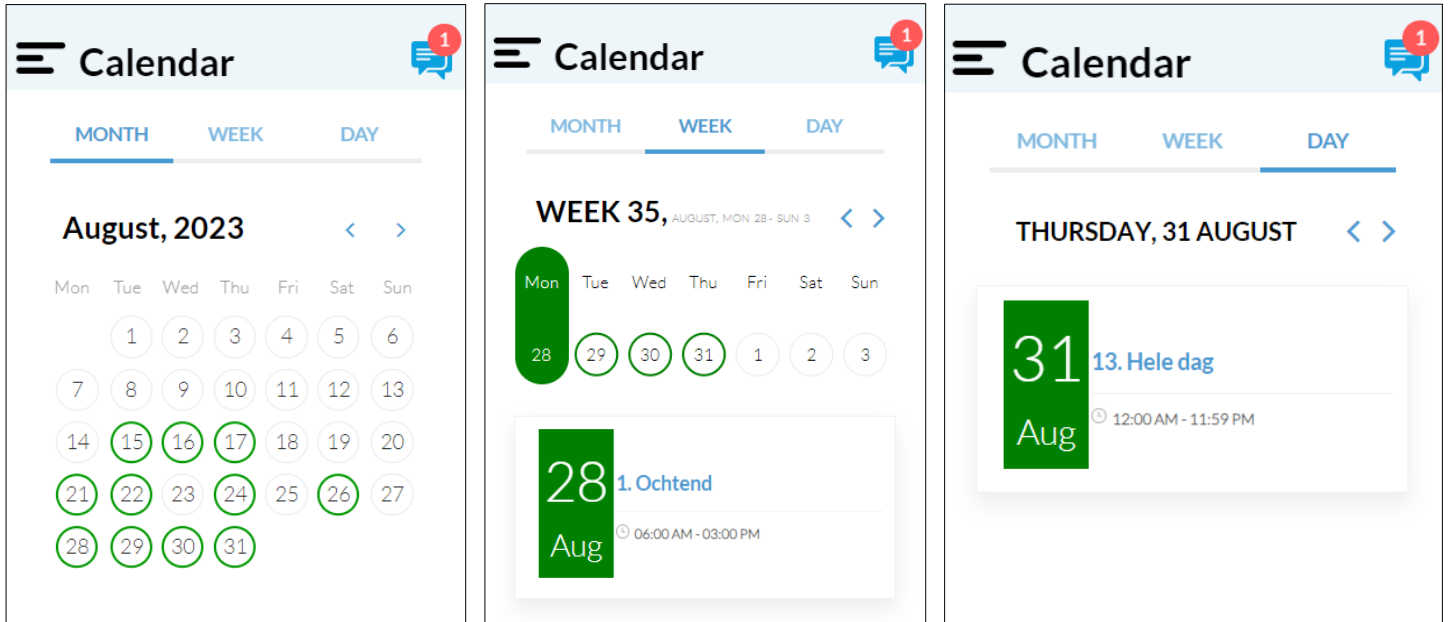 Calendar 1
MONTH WEEK DAY
August, 2023 < >
Mon Tue Wed Thu Fri Sat Sun
1 2 3 4 5 6
7 8 9 10 11 12 13
14 15 16 17 18 19 20
21 22 23 24 25 26 27
28 29 30 31
Calendar 1
MONTH WEEK DAY
WEEK 35, AUGUST, MON 28 - SUN 3 < >
Mon Tue Wed Thu Fri Sat Sun
28 29 30 31 1 2 3
28 Aug
1. Ochtend
06:00 AM - 03:00 PM
Calendar 1
MONTH WEEK DAY
THURSDAY, 31 AUGUST < >
31 Aug
13. Hele dag
12:00 AM - 11:59 PM